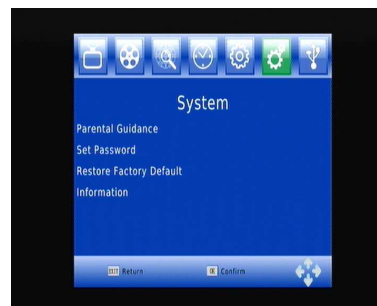 System
Parental Guidance
Set Password
Restore Factory Default
Information
EXIT Return OK Confirm